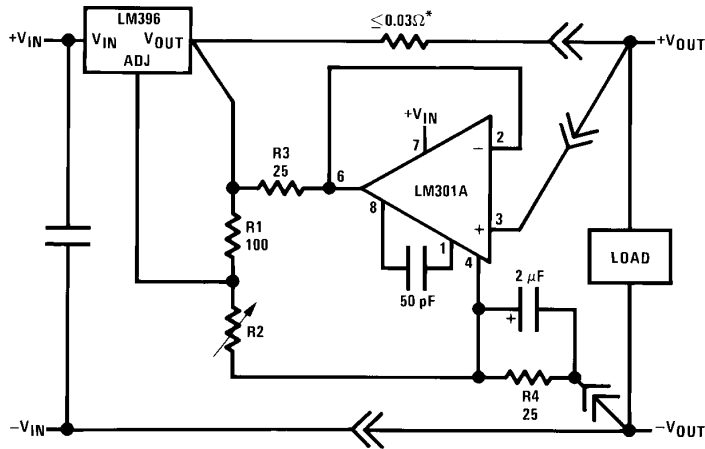 LM396
≤0.03Ω*
+VIN
VIN VOUT
ADJ
+VOUT
+VIN
7
2
−
R3
25
6
LM301A
8
3
+
R1
100
1
4
50 pF
2 μF
+
LOAD
R2
R4
25
−VIN
−VOUT